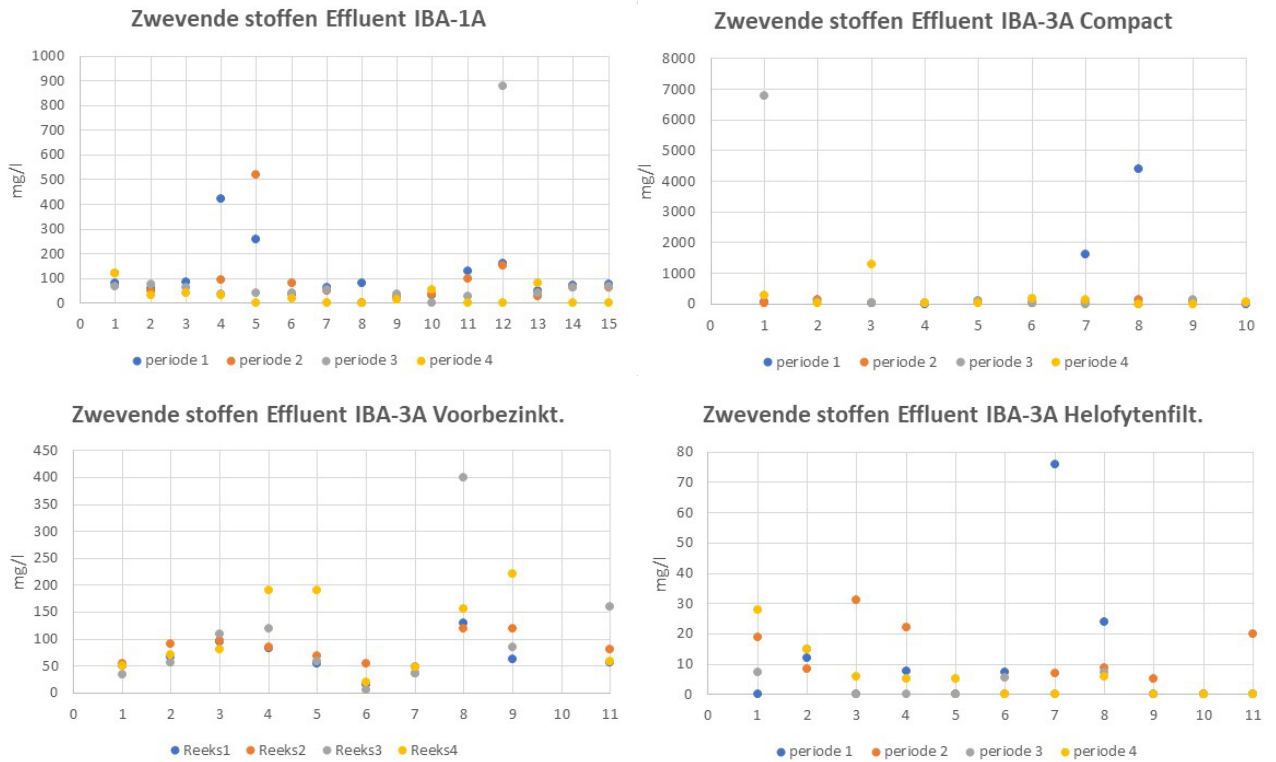 Zwevende stoffen Effluent IBA-1A
1000
900
800
700
600
500
400
300
200
100
0
mg/l
0 1 2 3 4 5 6 7 8 9 10 11 12 13 14 15
periode 1 periode 2 periode 3 periode 4
Zwevende stoffen Effluent IBA-3A Compact
8000
7000
6000
5000
4000
3000
2000
1000
0
mg/l
0 1 2 3 4 5 6 7 8 9 10
periode 1 periode 2 periode 3 periode 4
Zwevende stoffen Effluent IBA-3A Voorbezinkt.
450
400
350
300
250
200
150
100
50
0
mg/l
0 1 2 3 4 5 6 7 8 9 10 11
Reeks1 Reeks2 Reeks3 Reeks4
Zwevende stoffen Effluent IBA-3A Helofytenfilt.
80
70
60
50
40
30
20
10
0
mg/l
0 1 2 3 4 5 6 7 8 9 10 11
periode 1 periode 2 periode 3 periode 4